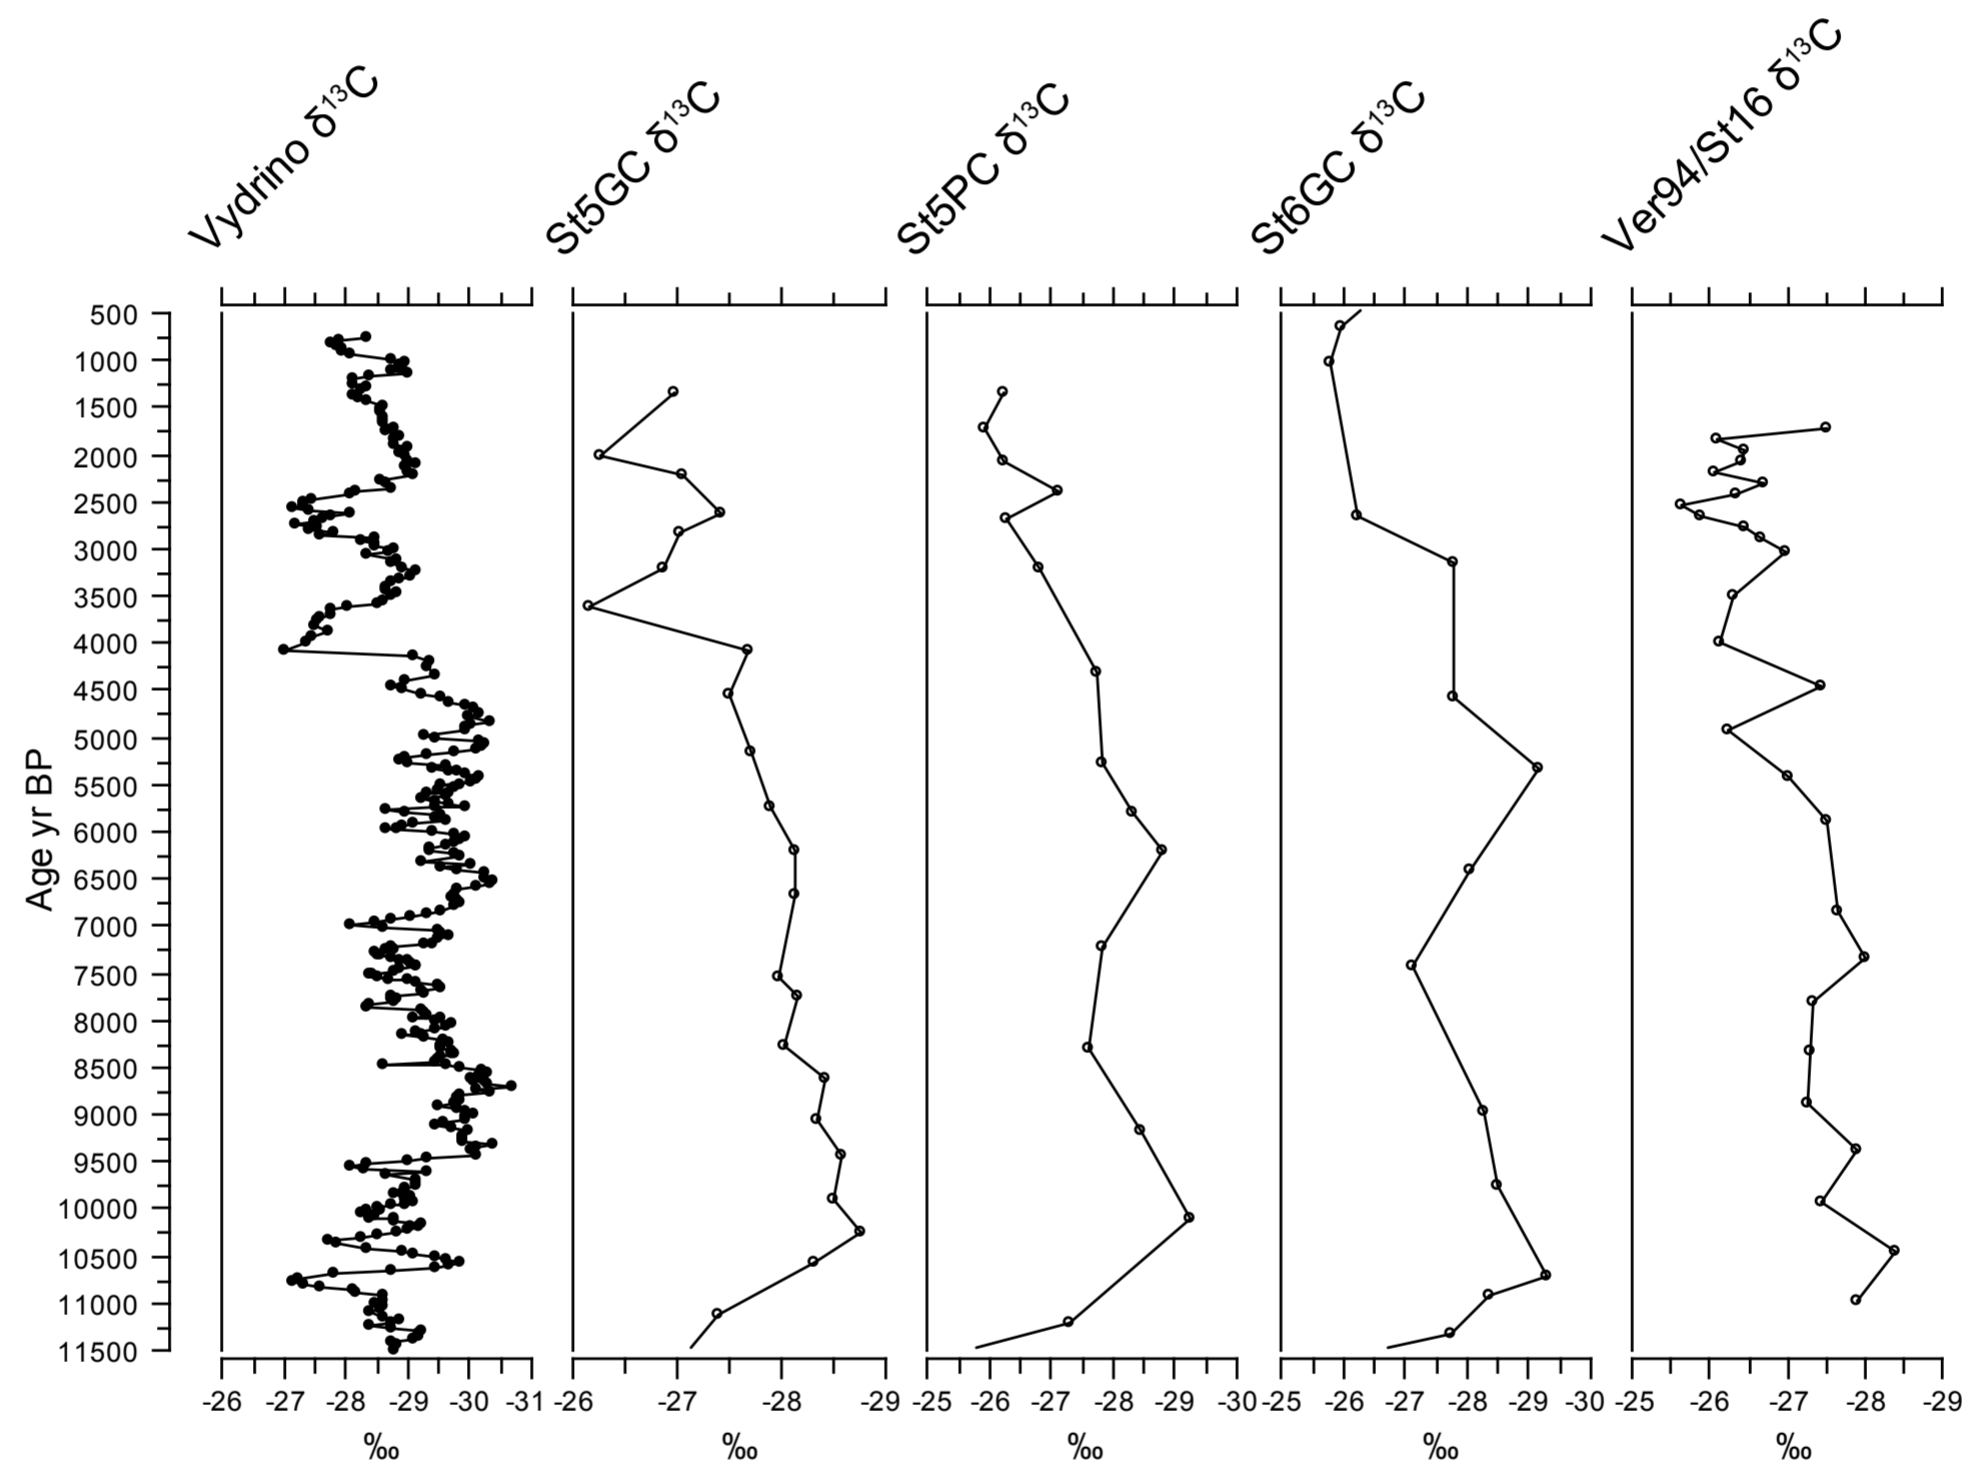 Vydrino δ¹³C
St5GC δ¹³C
St5PC δ¹³C
St6GC δ¹³C
Ver94/St16 δ¹³C
Age yr BP
500
1000
1500
2000
2500
3000
3500
4000
4500
5000
5500
6000
6500
7000
7500
8000
8500
9000
9500
10000
10500
11000
11500
-26 -27 -28 -29 -30 -31
-26 -27 -28 -29
-25 -26 -27 -28 -29 -30
-25 -26 -27 -28 -29 -30
-25 -26 -27 -28 -29
‰ ‰ ‰ ‰ ‰